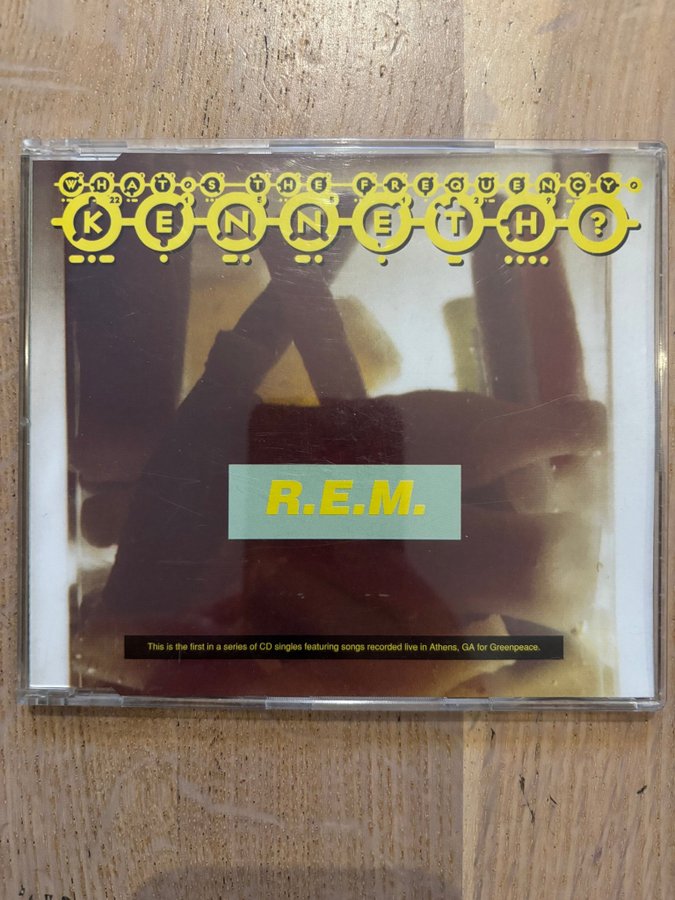 WHAT'S THE FREQUENCY,
KENNETH?
R.E.M.
This is the first in a series of CD singles featuring songs recorded live in Athens, GA for Greenpeace.